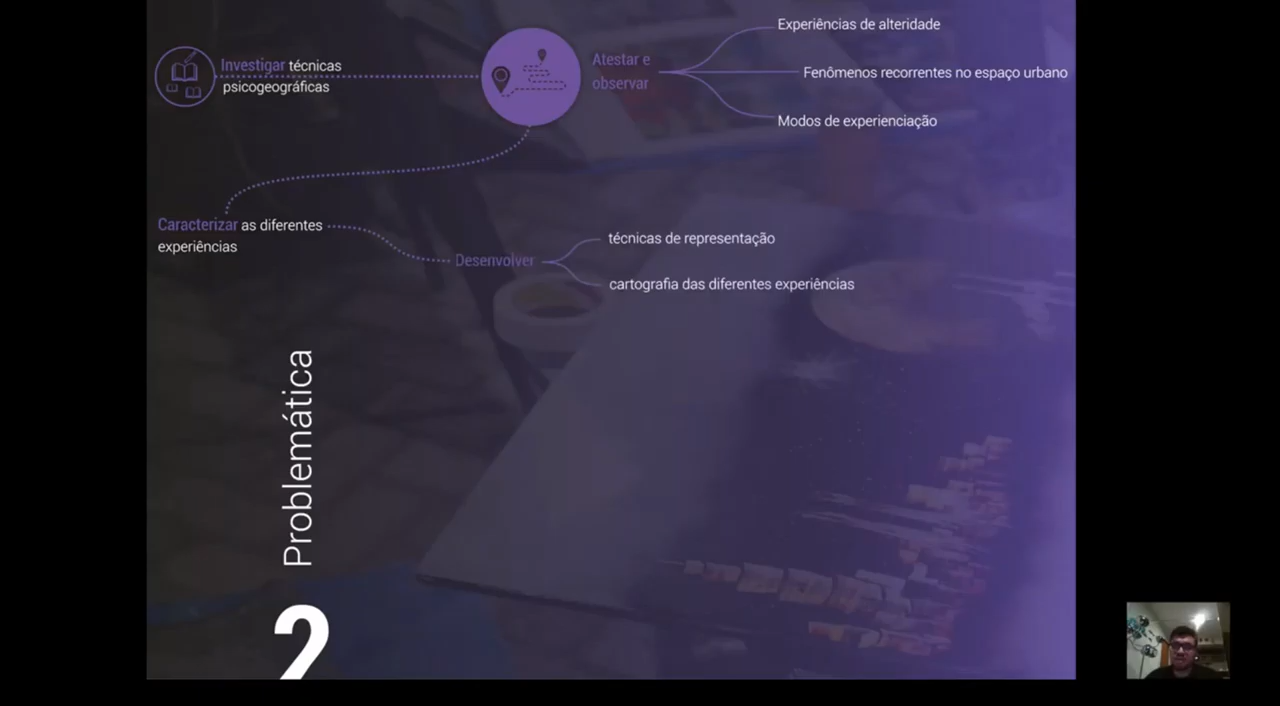 Experiências de alteridade
Investigar técnicas
psicogeográficas
Atestar e
observar
Fenômenos recorrentes no espaço urbano
Modos de experienciação
Caracterizar as diferentes
experiências
Desenvolver
técnicas de representação
cartografia das diferentes experiências
Problemática
2